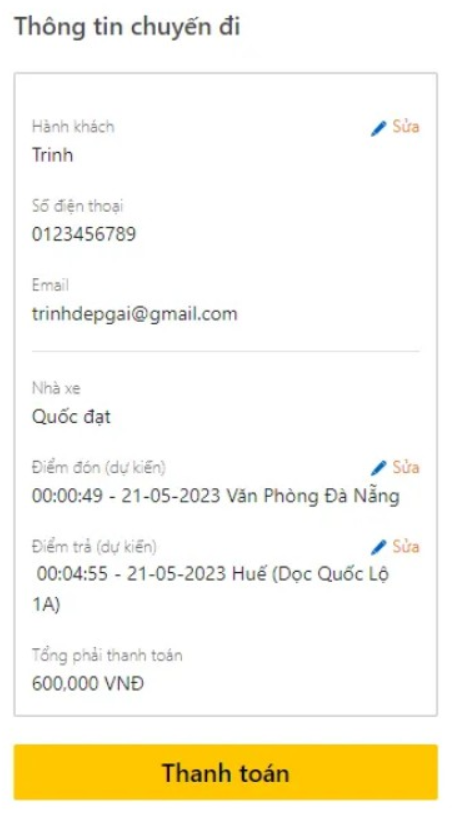 Thông tin chuyến đi
Hành khách
Sửa
Trinh
Số điện thoại
0123456789
Email
trinhdepgai@gmail.com
Nhà xe
Quốc đạt
Điểm đón (dự kiến)
Sửa
00:00:49 - 21-05-2023 Văn Phòng Đà Nẵng
Điểm trả (dự kiến)
Sửa
00:04:55 - 21-05-2023 Huế (Dọc Quốc Lộ
1A)
Tổng phải thanh toán
600,000 VNĐ
Thanh toán